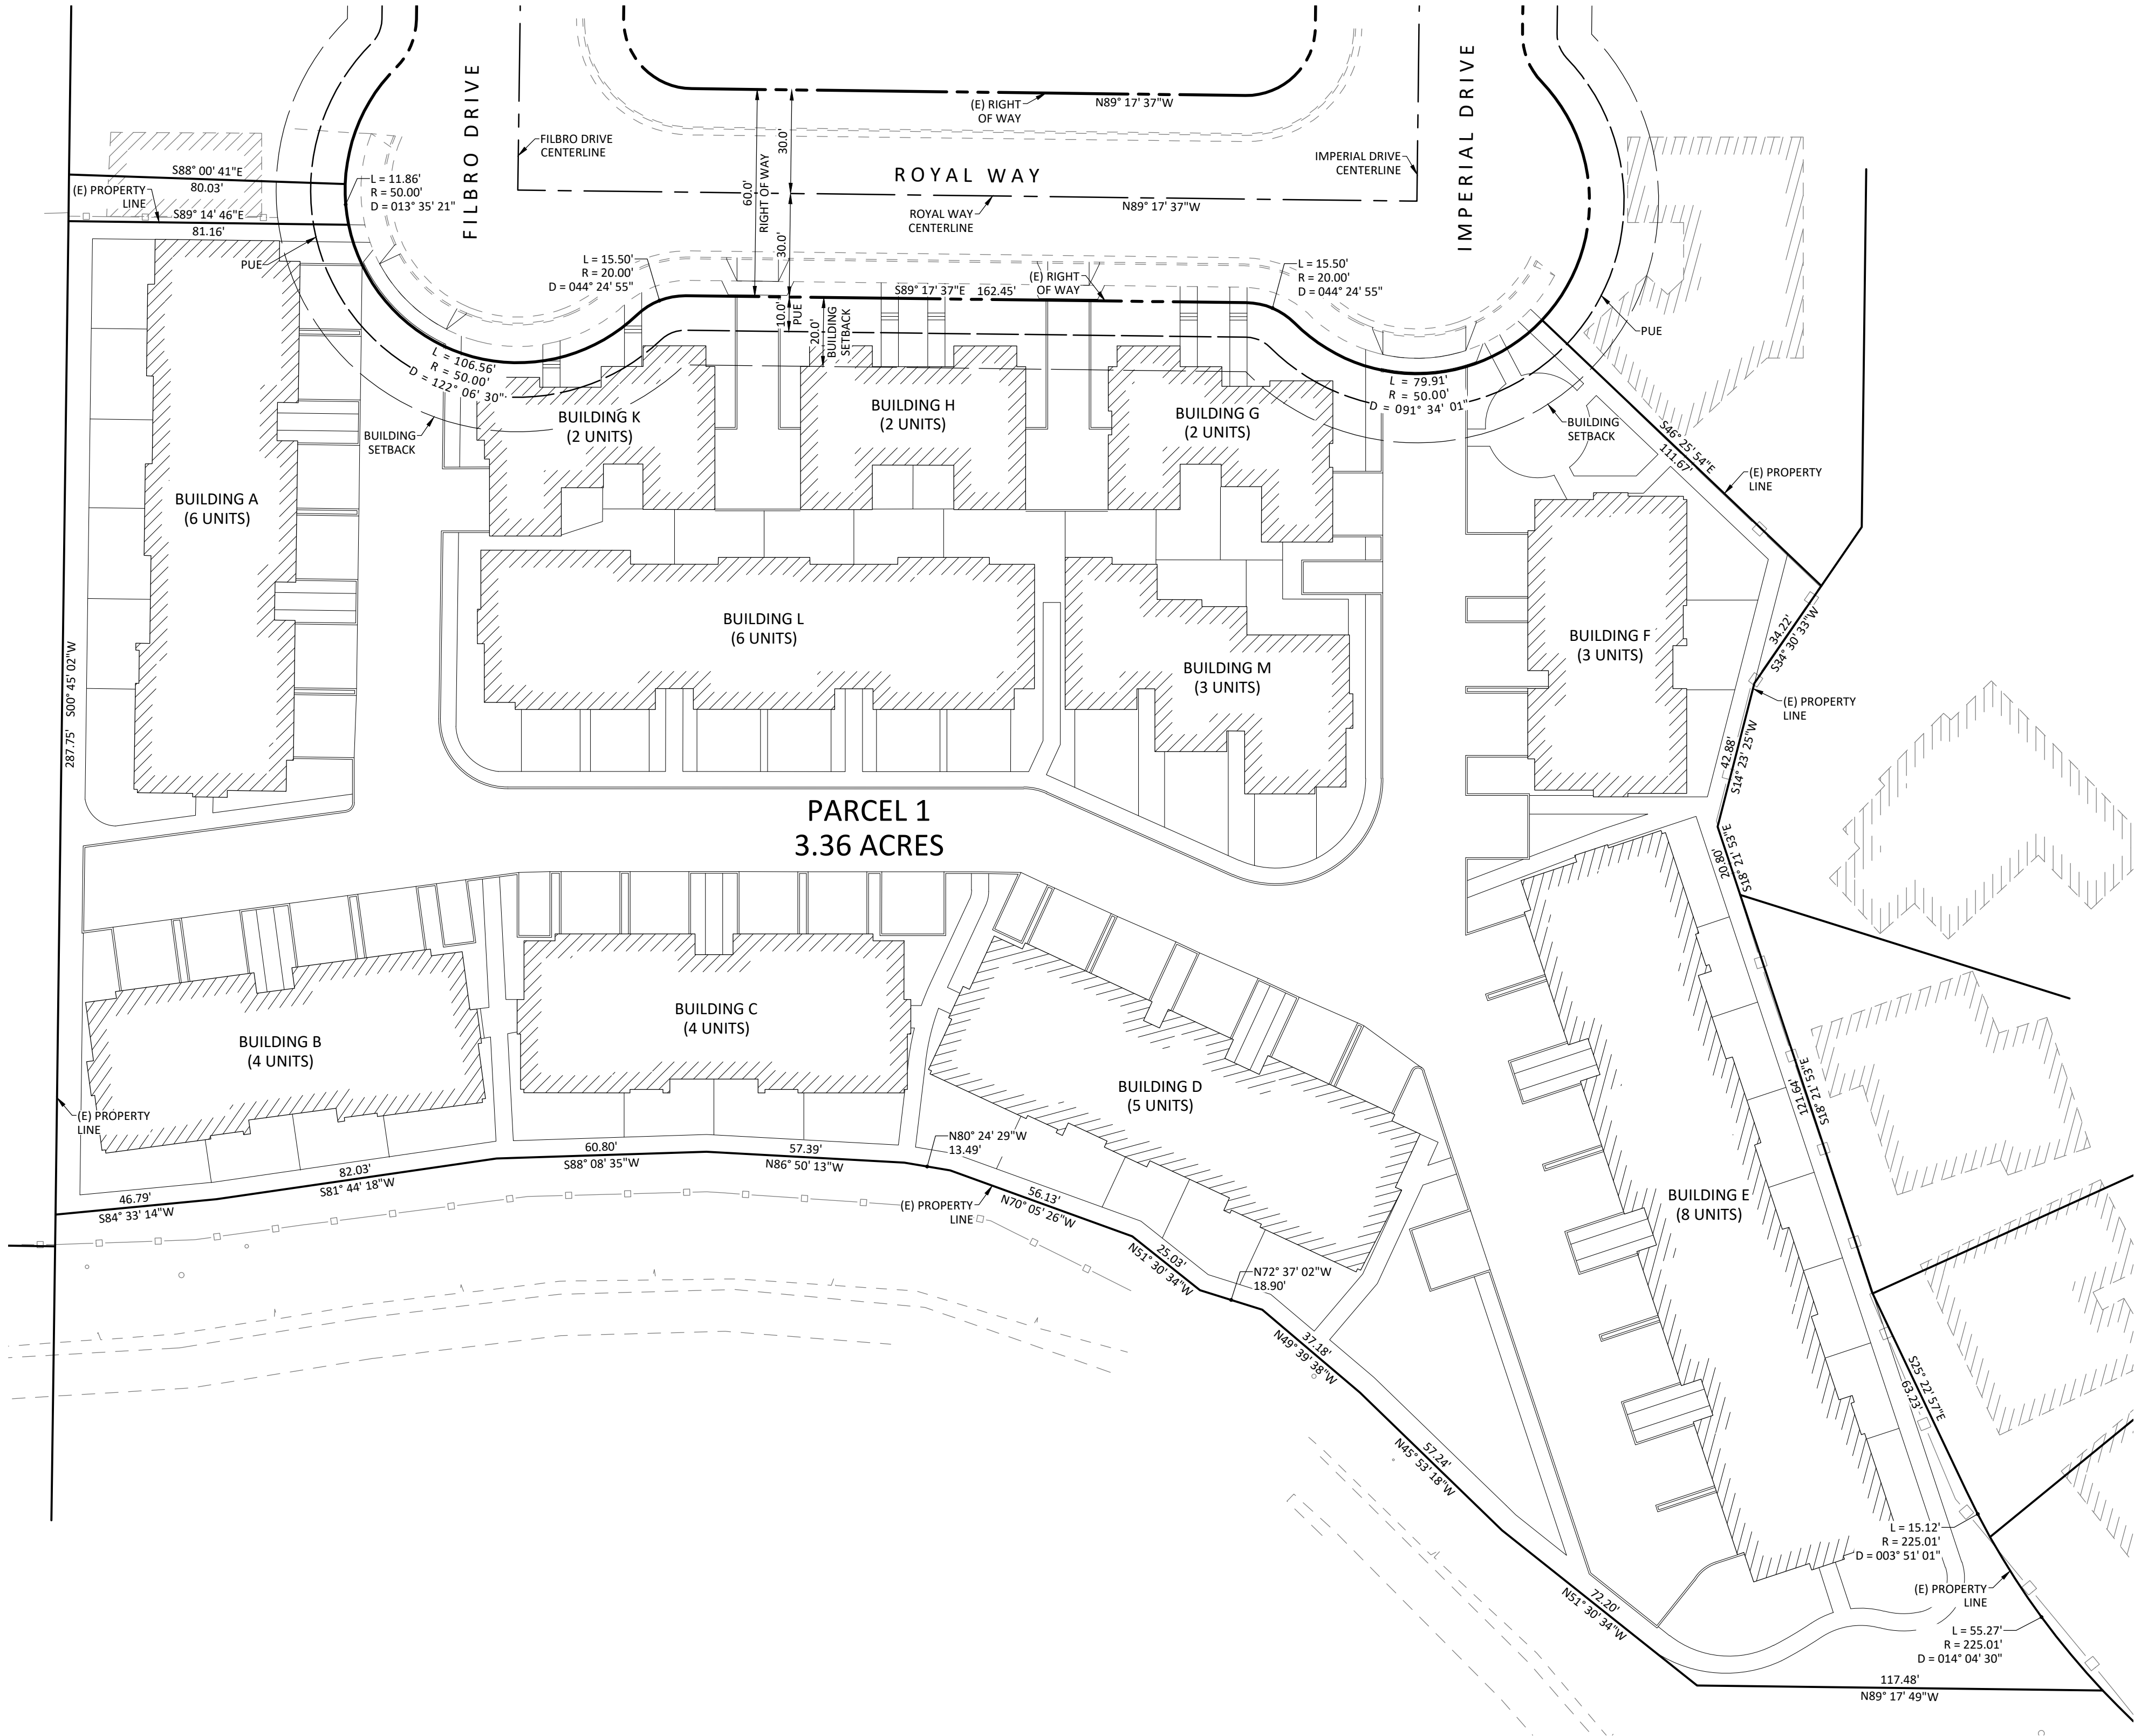 FILBRO DRIVE
IMPERIAL DRIVE
(E) RIGHT
OF WAY
N89° 17' 37"W
FILBRO DRIVE
CENTERLINE
30.0'
60.0'
RIGHT OF WAY
30.0'
ROYAL WAY
IMPERIAL DRIVE
CENTERLINE
ROYAL WAY
CENTERLINE
N89° 17' 37"W
S88° 00' 41"E
80.03'
(E) PROPERTY
LINE
S89° 14' 46"E
81.16'
L = 11.86'
R = 50.00'
D = 013° 35' 21"
PUE
L = 15.50'
R = 20.00'
D = 044° 24' 55"
(E) RIGHT
OF WAY
S89° 17' 37"E 162.45'
L = 15.50'
R = 20.00'
D = 044° 24' 55"
10.0'
PUE
20.0'
BUILDING
SETBACK
PUE
L = 106.56'
R = 50.00'
D = 122° 06' 30"
L = 79.91'
R = 50.00'
D = 091° 34' 01"
BUILDING
SETBACK
BUILDING
SETBACK
BUILDING K
(2 UNITS)
BUILDING H
(2 UNITS)
BUILDING G
(2 UNITS)
S46° 25' 54"E
111.67'
(E) PROPERTY
LINE
BUILDING A
(6 UNITS)
BUILDING L
(6 UNITS)
BUILDING M
(3 UNITS)
BUILDING F
(3 UNITS)
34.22'
S34° 30' 33"W
(E) PROPERTY
LINE
287.75' S00° 45' 02"W
42.88'
S14° 23' 25"W
PARCEL 1
3.36 ACRES
20.80'
S18° 21' 53"E
BUILDING B
(4 UNITS)
BUILDING C
(4 UNITS)
BUILDING D
(5 UNITS)
BUILDING E
(8 UNITS)
121.64'
S18° 21' 53"E
(E) PROPERTY
LINE
46.79'
S84° 33' 14"W
82.03'
S81° 44' 18"W
60.80'
S88° 08' 35"W
57.39'
N86° 50' 13"W
N80° 24' 29"W
13.49'
(E) PROPERTY
LINE
56.13'
N70° 05' 26"W
25.03'
N51° 30' 34"W
N72° 37' 02"W
18.90'
37.18'
N49° 39' 38"W
57.24'
N45° 53' 18"W
S25° 22' 57"E
63.23'
L = 15.12'
R = 225.01'
D = 003° 51' 01"
(E) PROPERTY
LINE
72.20'
N51° 30' 34"W
L = 55.27'
R = 225.01'
D = 014° 04' 30"
117.48'
N89° 17' 49"W